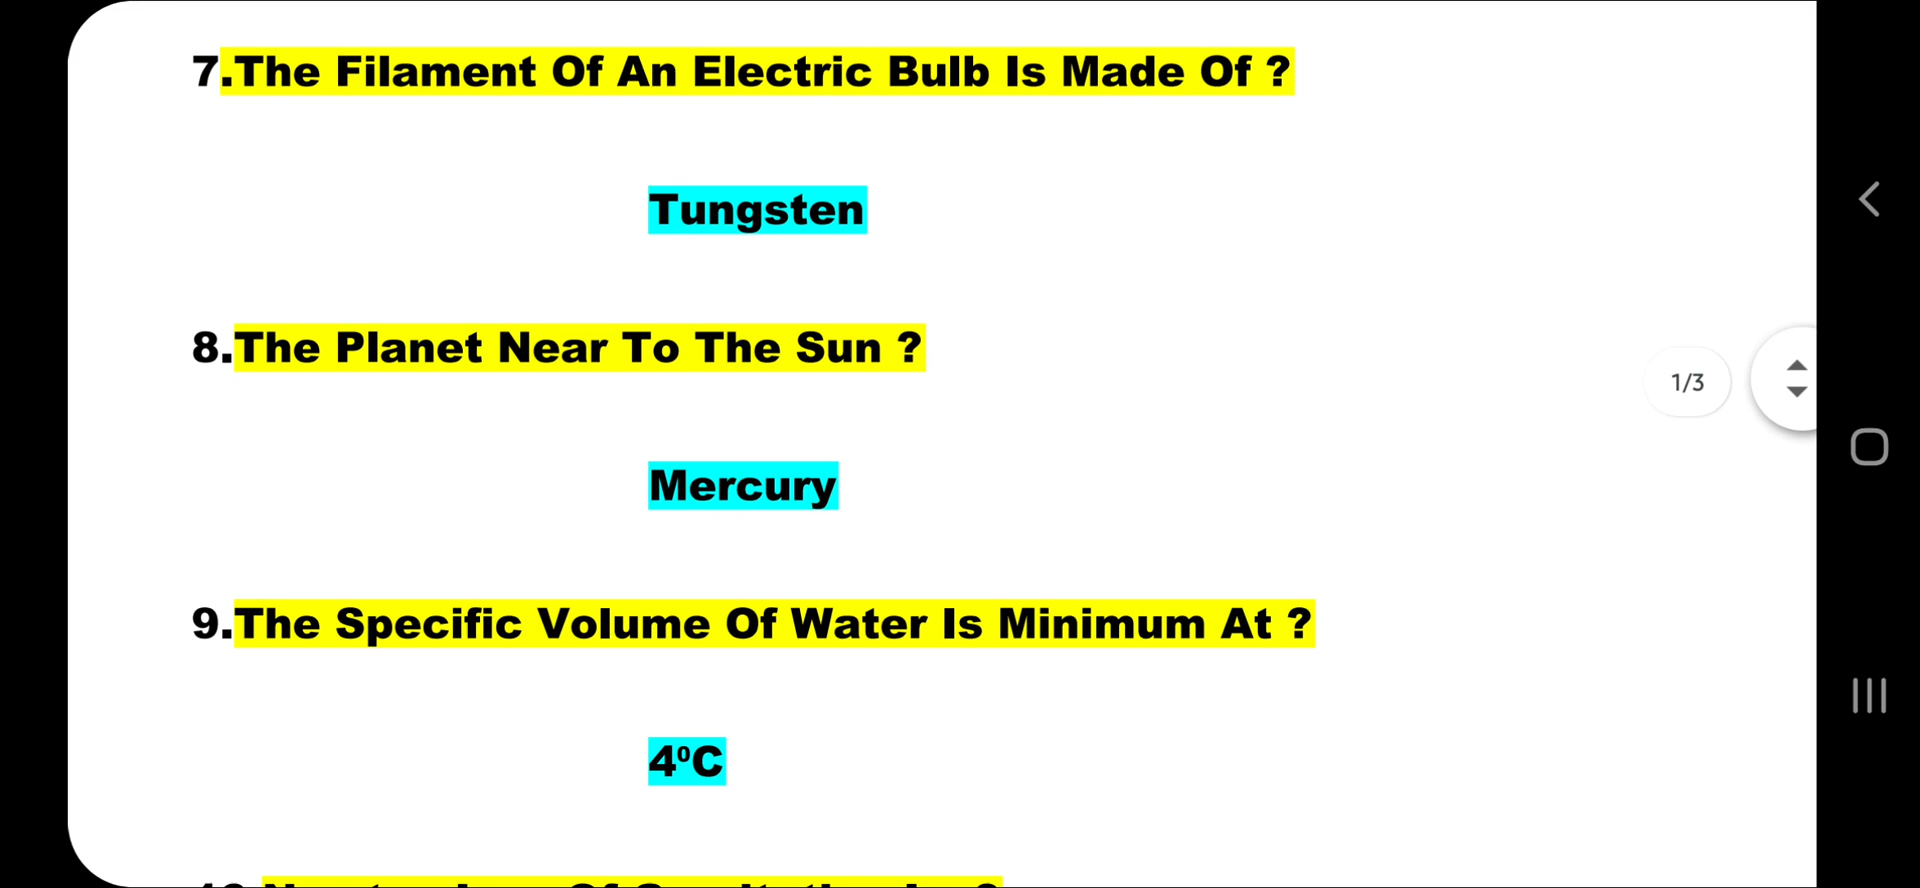 7.The Filament Of An Electric Bulb Is Made Of ?
Tungsten
8.The Planet Near To The Sun ?
Mercury
1/3
9.The Specific Volume Of Water Is Minimum At ?
4⁰C